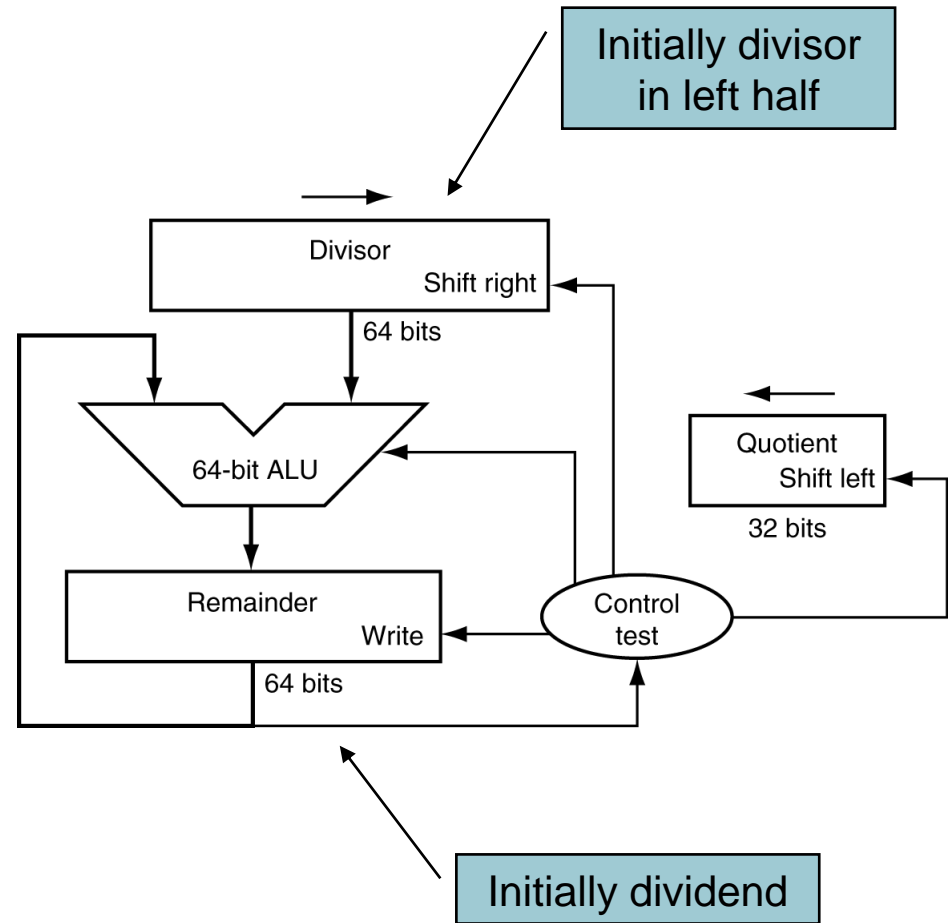 Initially divisor
in left half
Divisor
Shift right
64 bits
64-bit ALU
Quotient
Shift left
32 bits
Remainder
Write
Control
test
64 bits
Initially dividend